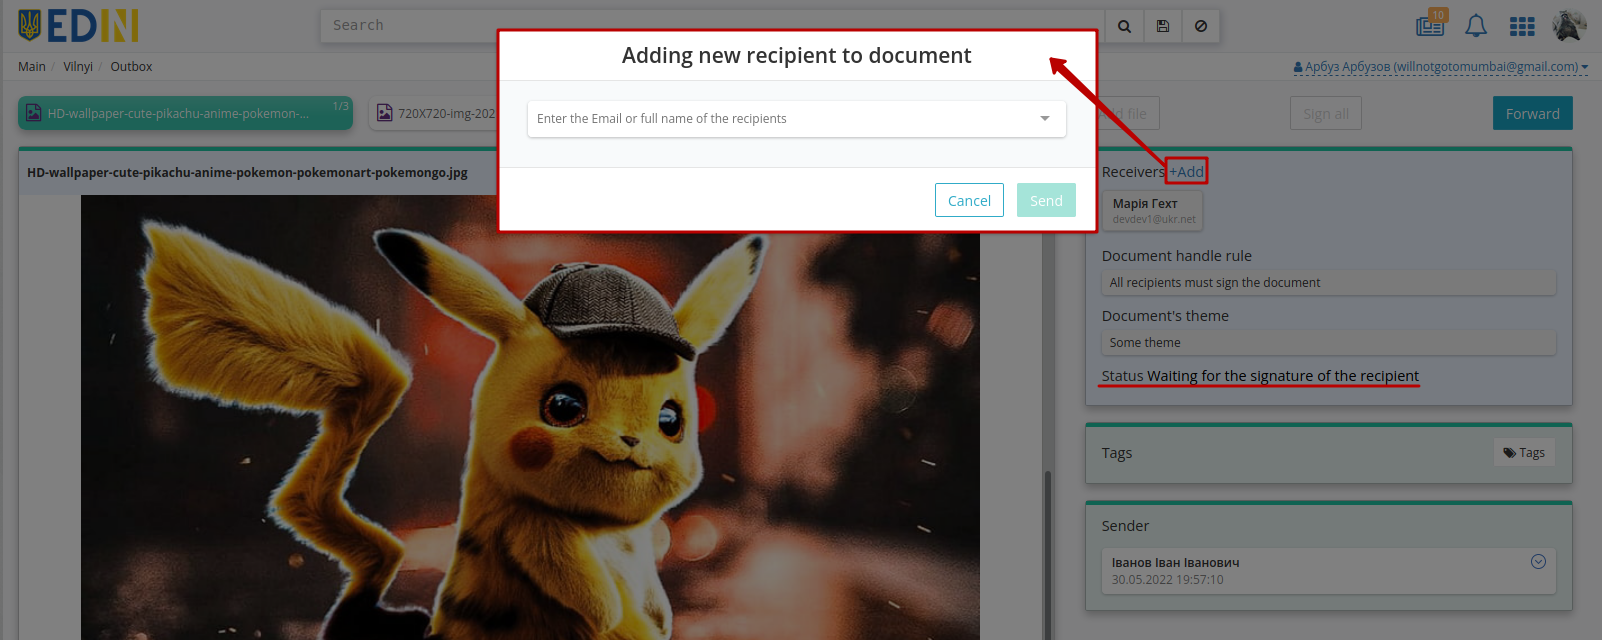 EDIN
Search
10
Main / Vilnyi / Outbox
Арбуз Арбузов (willnotgotomumbai@gmail.com)
HD-wallpaper-cute-pikachu-anime-pokemon-...
1/3
720X720-img-202
file
Sign all
Forward
Adding new recipient to document
Enter the Email or full name of the recipients
Cancel
Send
HD-wallpaper-cute-pikachu-anime-pokemon-pokemonart-pokemongo.jpg
Receivers +Add
Марія Гехт
devdev1@ukr.net
Document handle rule
All recipients must sign the document
Document's theme
Some theme
Status Waiting for the signature of the recipient
Tags
Tags
Sender
Іванов Іван Іванович
30.05.2022 19:57:10